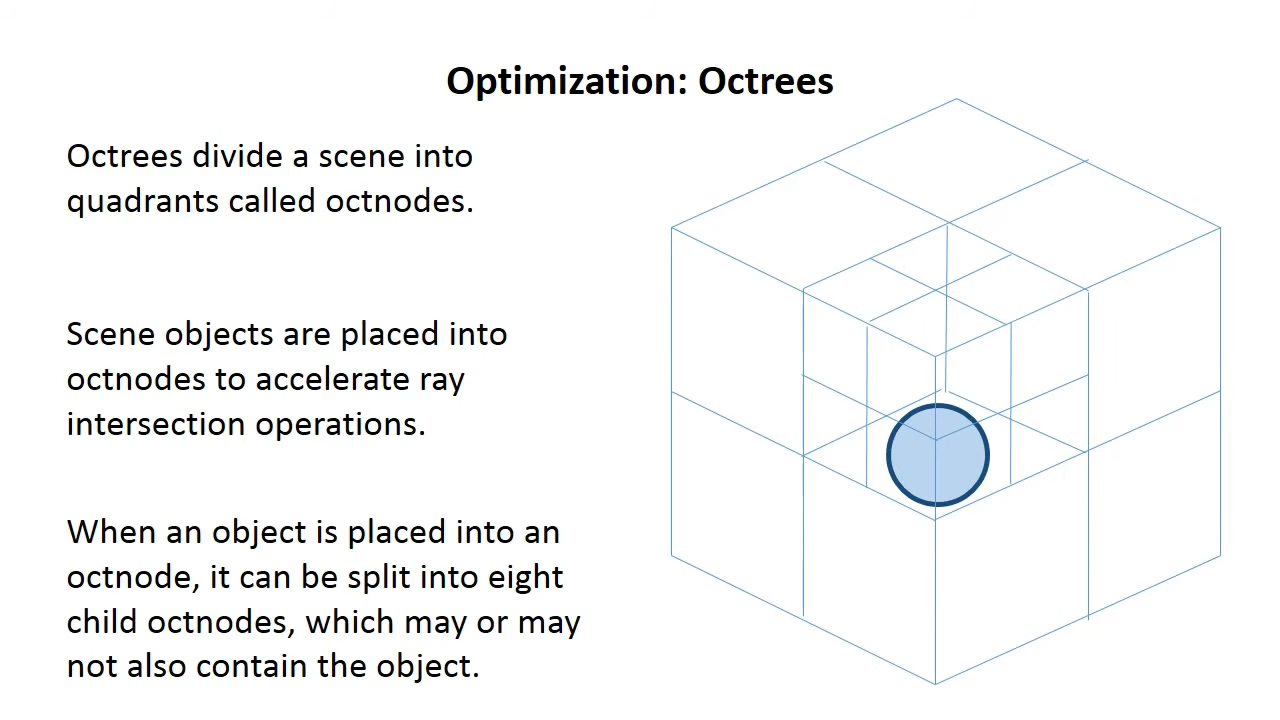 Optimization: Octrees
Octrees divide a scene into
quadrants called octnodes.
Scene objects are placed into
octnodes to accelerate ray
intersection operations.
When an object is placed into an
octnode, it can be split into eight
child octnodes, which may or may
not also contain the object.